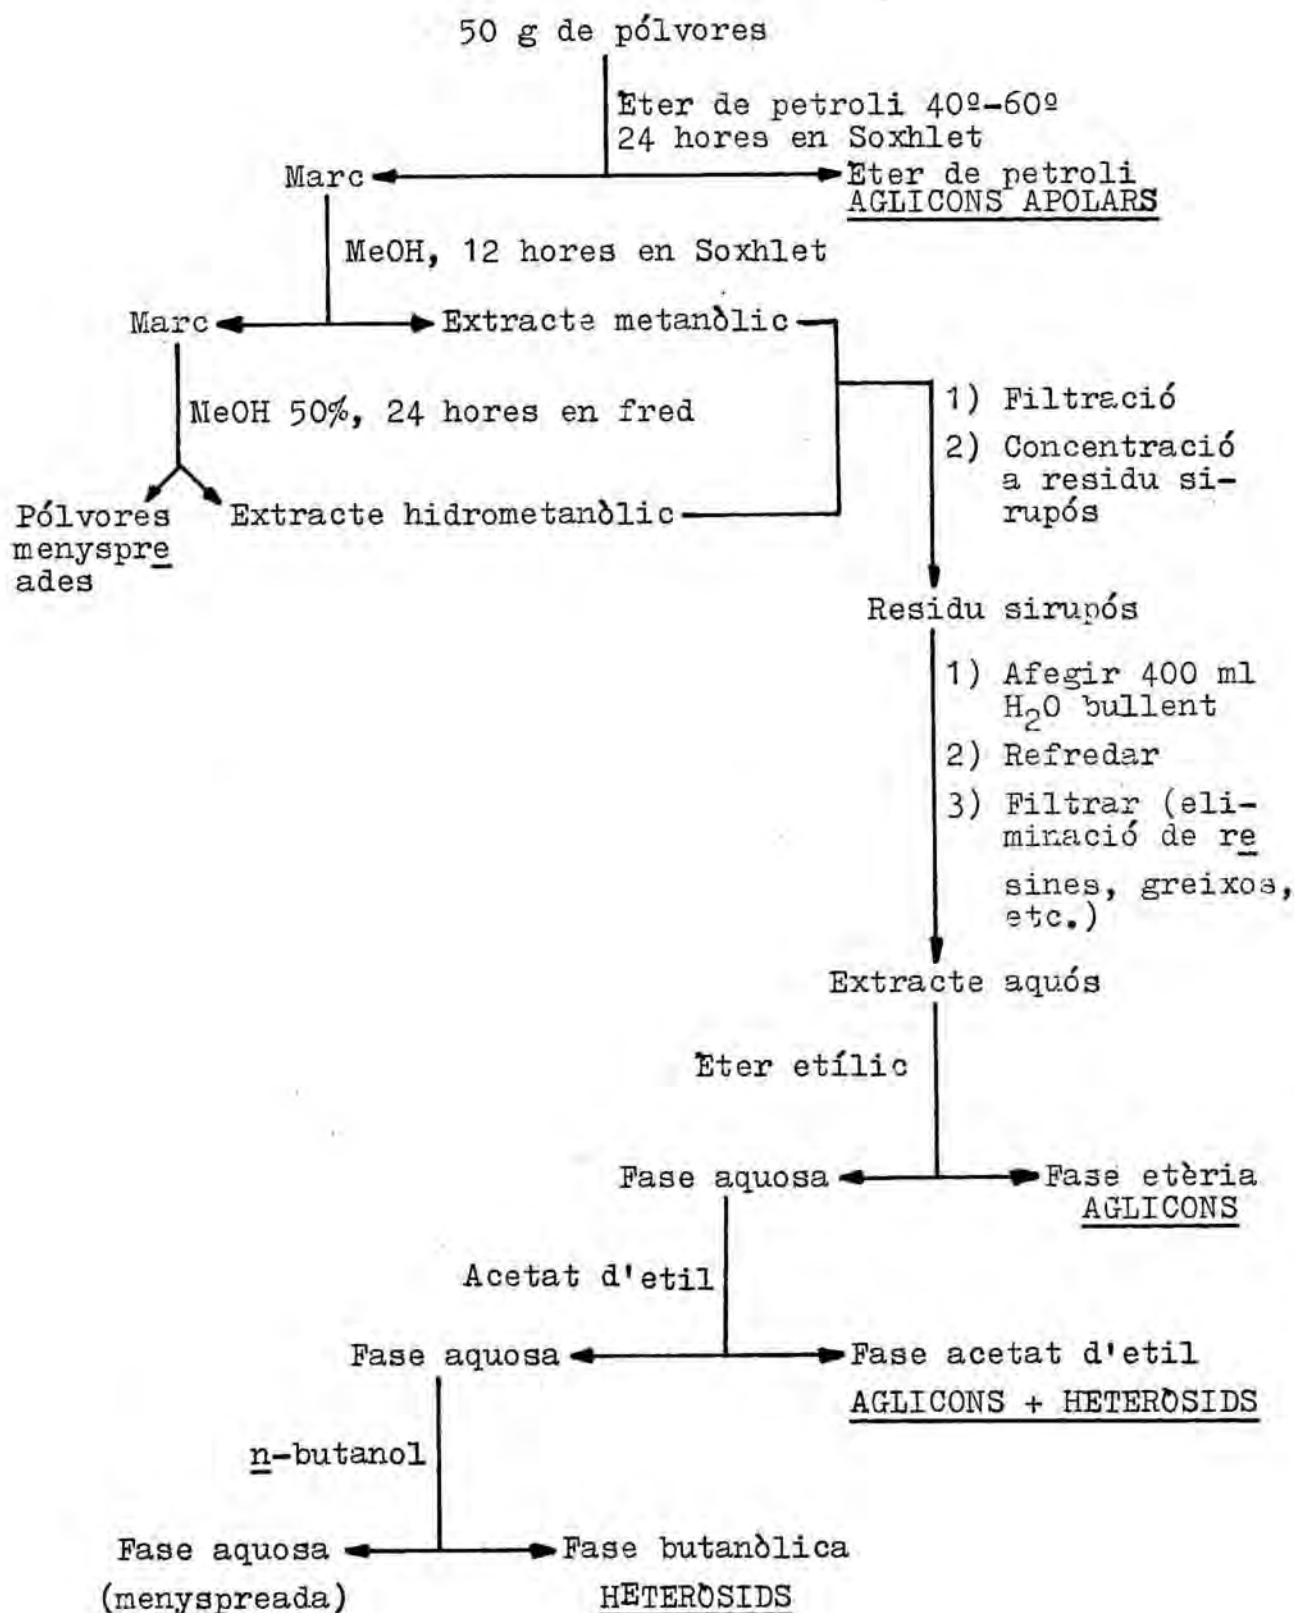 50 g de pólvores
Èter de petroli 40º-60º
24 hores en Soxhlet
Marc
Èter de petroli
AGLICONS APOLARS
MeOH, 12 hores en Soxhlet
Marc
Extracte metanòlic
MeOH 50%, 24 hores en fred
1) Filtració
2) Concentració
a residu si-
rupós
Pólvores
menyspre
ades
Extracte hidrometanòlic
Residu sirupós
1) Afegir 400 ml
H₂O bullent
2) Refredar
3) Filtrar (eli-
minació de re
sines, greixos,
etc.)
Extracte aquós
Èter etílic
Fase aquosa
Fase etèria
AGLICONS
Acetat d'etil
Fase aquosa
Fase acetat d'etil
AGLICONS + HETERÒSIDS
n-butanol
Fase aquosa
(menyspreada)
Fase butanòlica
HETERÒSIDS